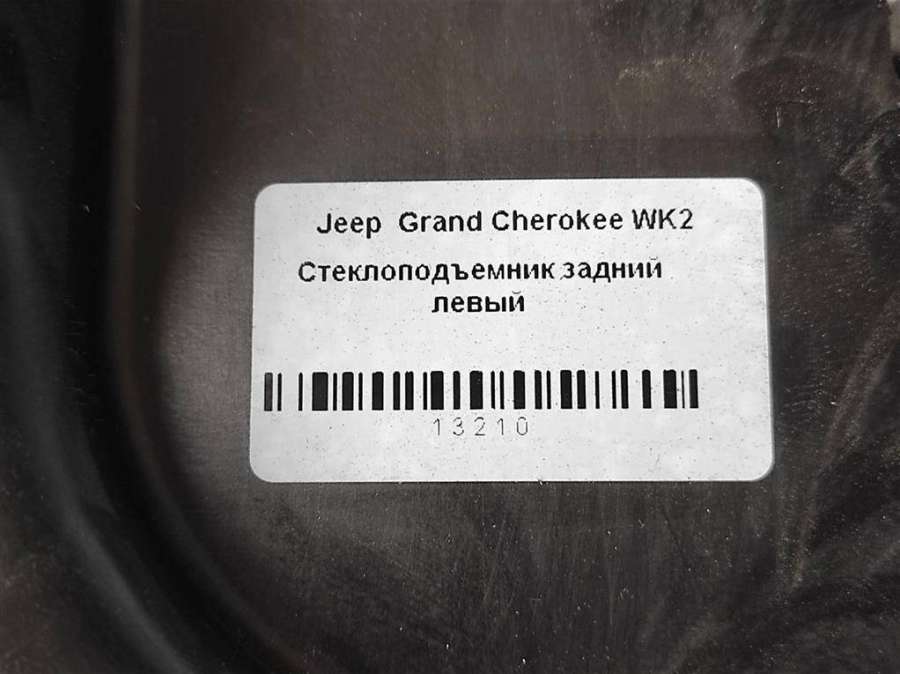 Jeep Grand Cherokee WK2
Стеклоподъемник задний
левый
13210